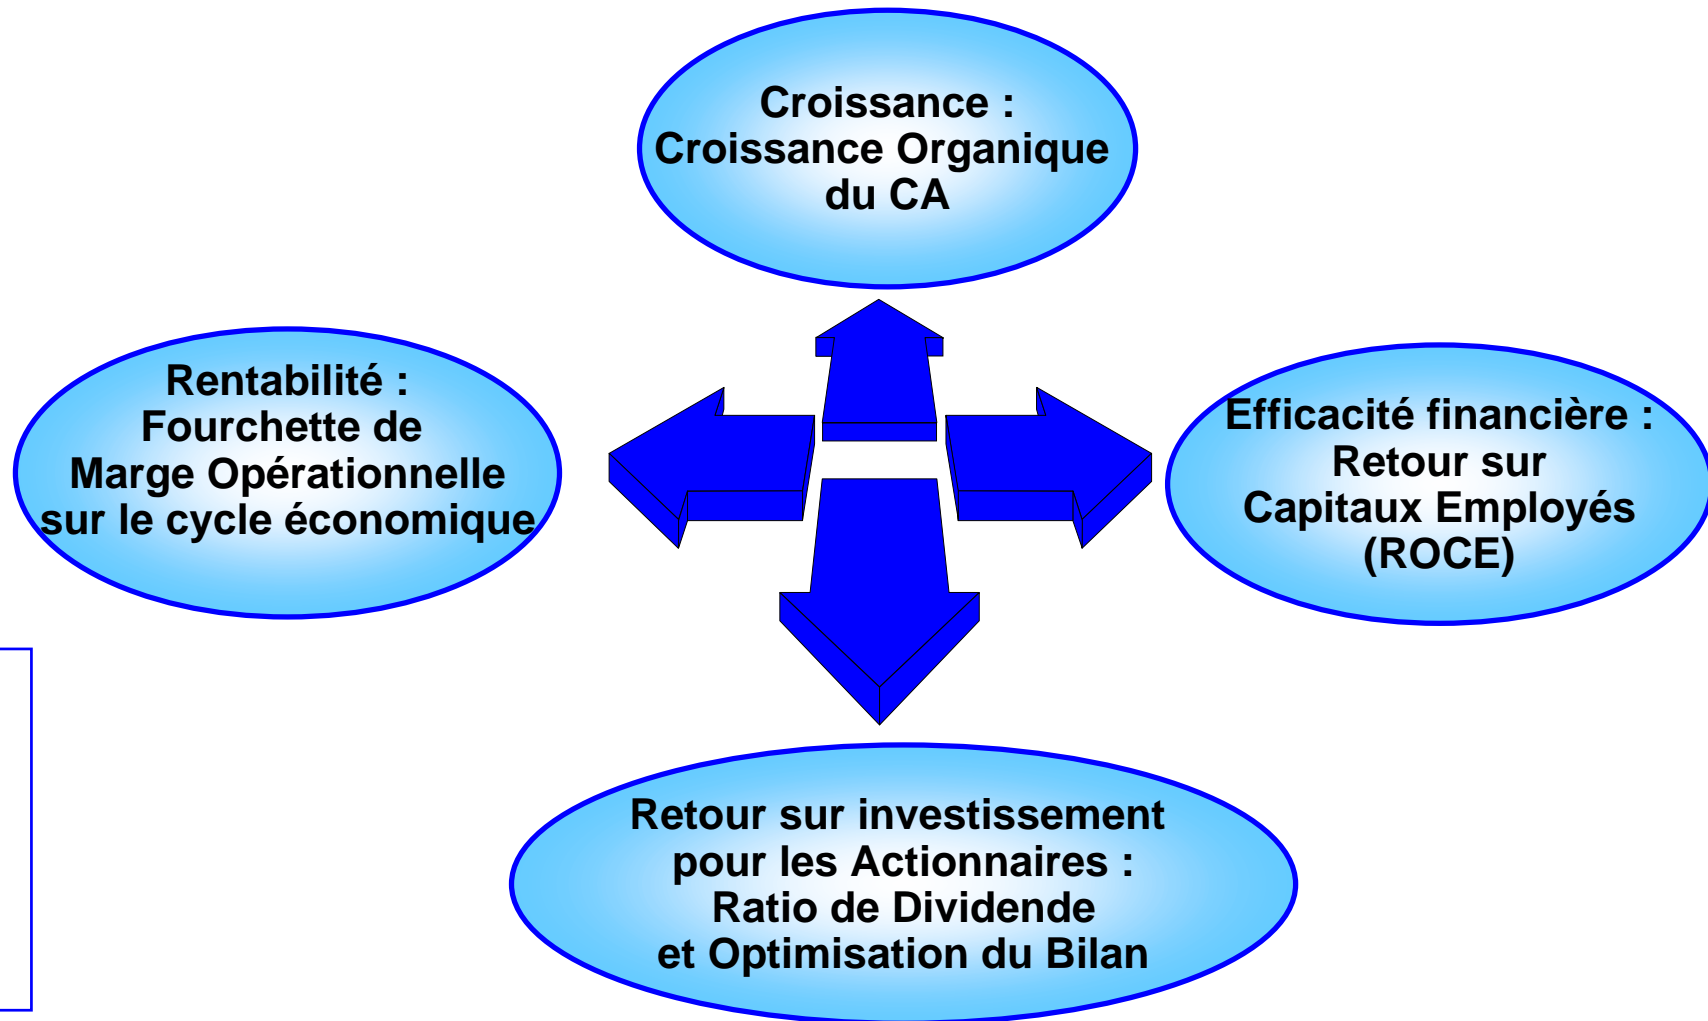 Croissance :
Croissance Organique
du CA
Rentabilité :
Fourchette de
Marge Opérationnelle
sur le cycle économique
Efficacité financière :
Retour sur
Capitaux Employés
(ROCE)
Retour sur investissement
pour les Actionnaires :
Ratio de Dividende
et Optimisation du Bilan